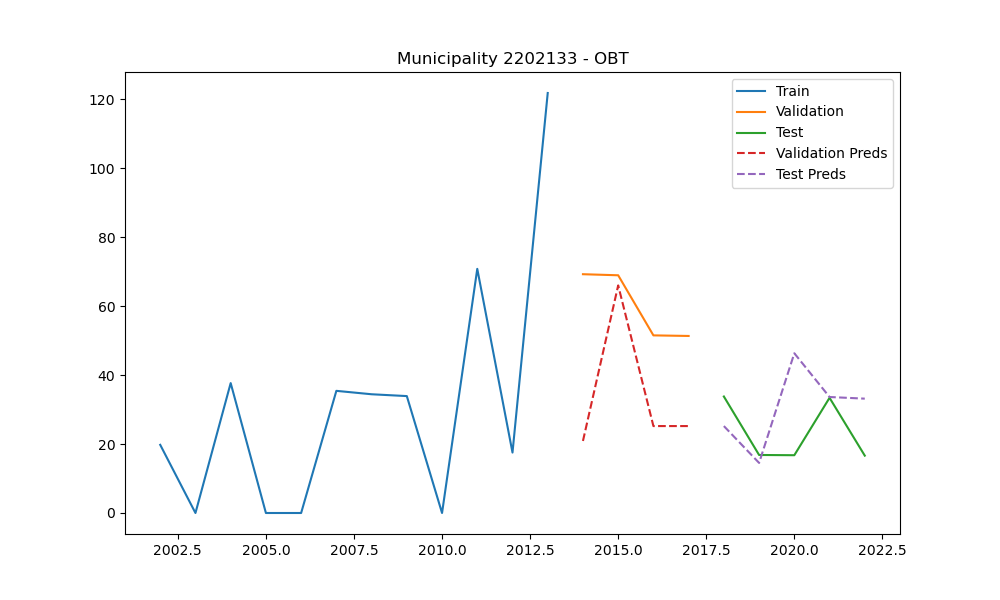 Municipality 2202133 - OBT
Train
Validation
Test
Validation Preds
Test Preds
120
100
80
60
40
20
0
2002.5 2005.0 2007.5 2010.0 2012.5 2015.0 2017.5 2020.0 2022.5